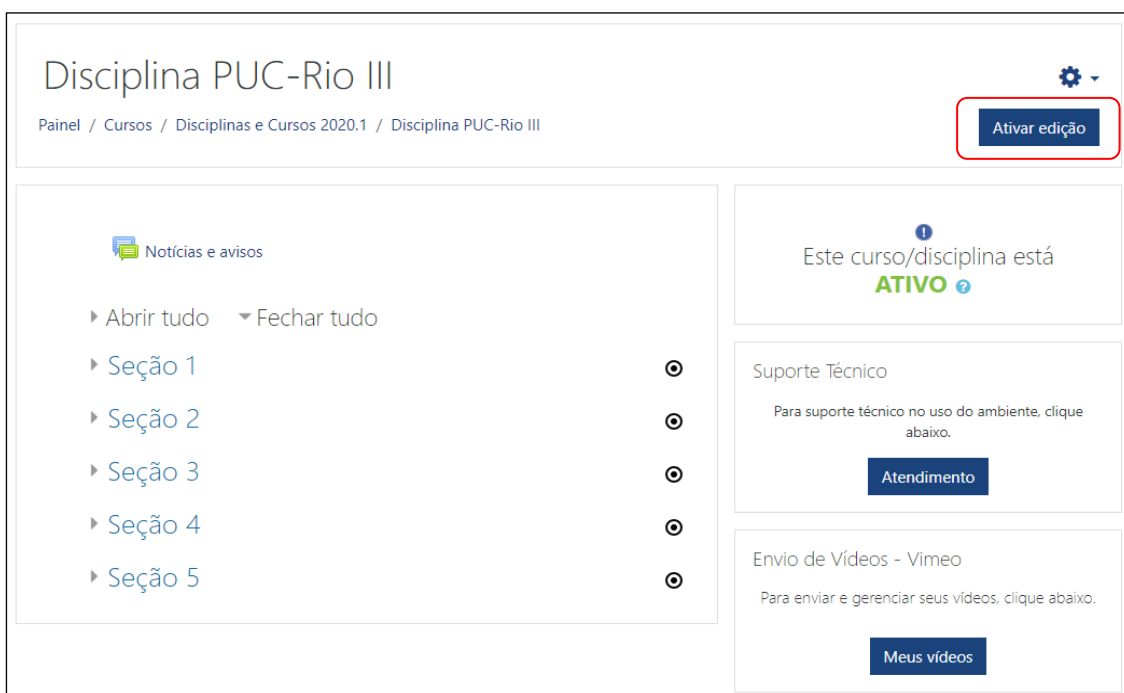 Disciplina PUC-Rio III
Painel / Cursos / Disciplinas e Cursos 2020.1 / Disciplina PUC-Rio III
Ativar edição
Notícias e avisos
Abrir tudo Fechar tudo
Seção 1
Seção 2
Seção 3
Seção 4
Seção 5
Este curso/disciplina está
ATIVO
Suporte Técnico
Para suporte técnico no uso do ambiente, clique
abaixo.
Atendimento
Envio de Vídeos - Vimeo
Para enviar e gerenciar seus vídeos, clique abaixo.
Meus vídeos